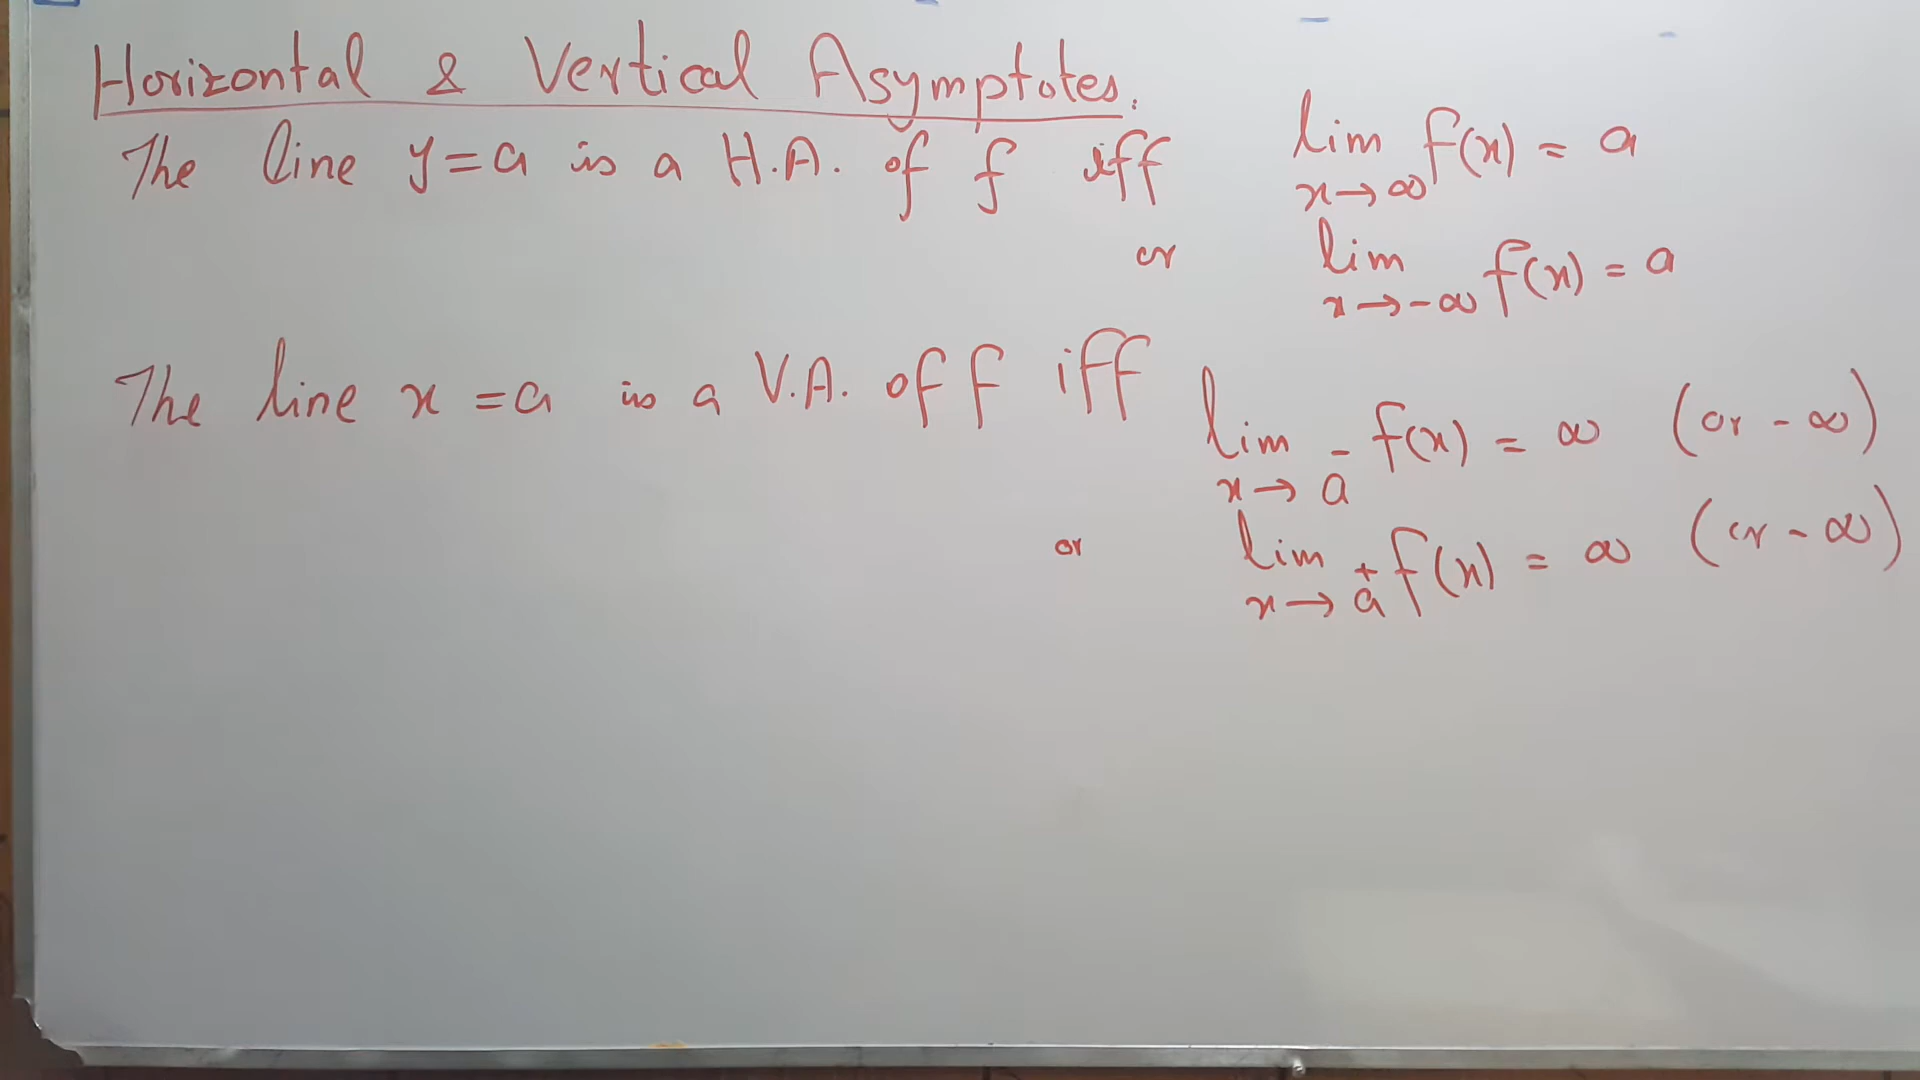 Horizontal & Vertical Asymptotes.
The line y=a is a H.A. of f iff lim f(x) = a
x→∞
or lim f(x) = a
x→-∞
The line x=a is a V.A. of f iff lim f(x) = ∞ (or -∞)
x→a⁻
or lim f(x) = ∞ (or -∞)
x→a⁺